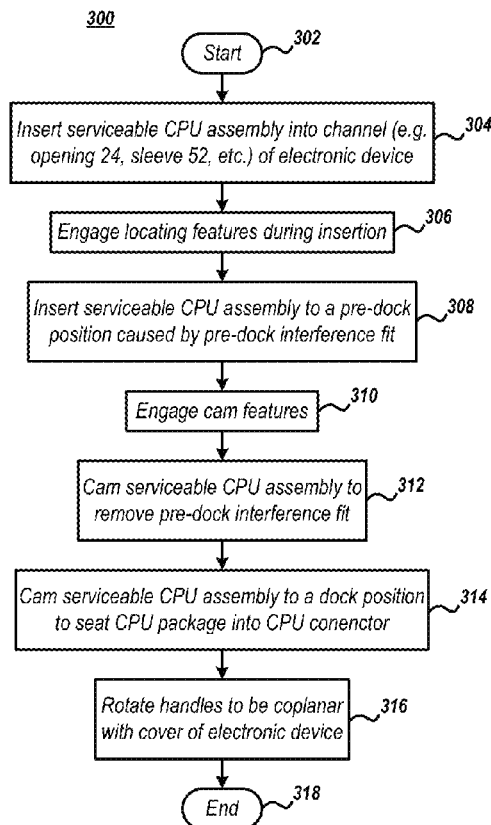 300
Start
302
Insert serviceable CPU assembly into channel (e.g.
opening 24, sleeve 52, etc.) of electronic device
304
Engage locating features during insertion
306
Insert serviceable CPU assembly to a pre-dock
position caused by pre-dock interference fit
308
Engage cam features
310
Cam serviceable CPU assembly to
remove pre-dock interference fit
312
Cam serviceable CPU assembly to a dock position
to seat CPU package into CPU conenctor
314
Rotate handles to be coplanar
with cover of electronic device
316
End
318